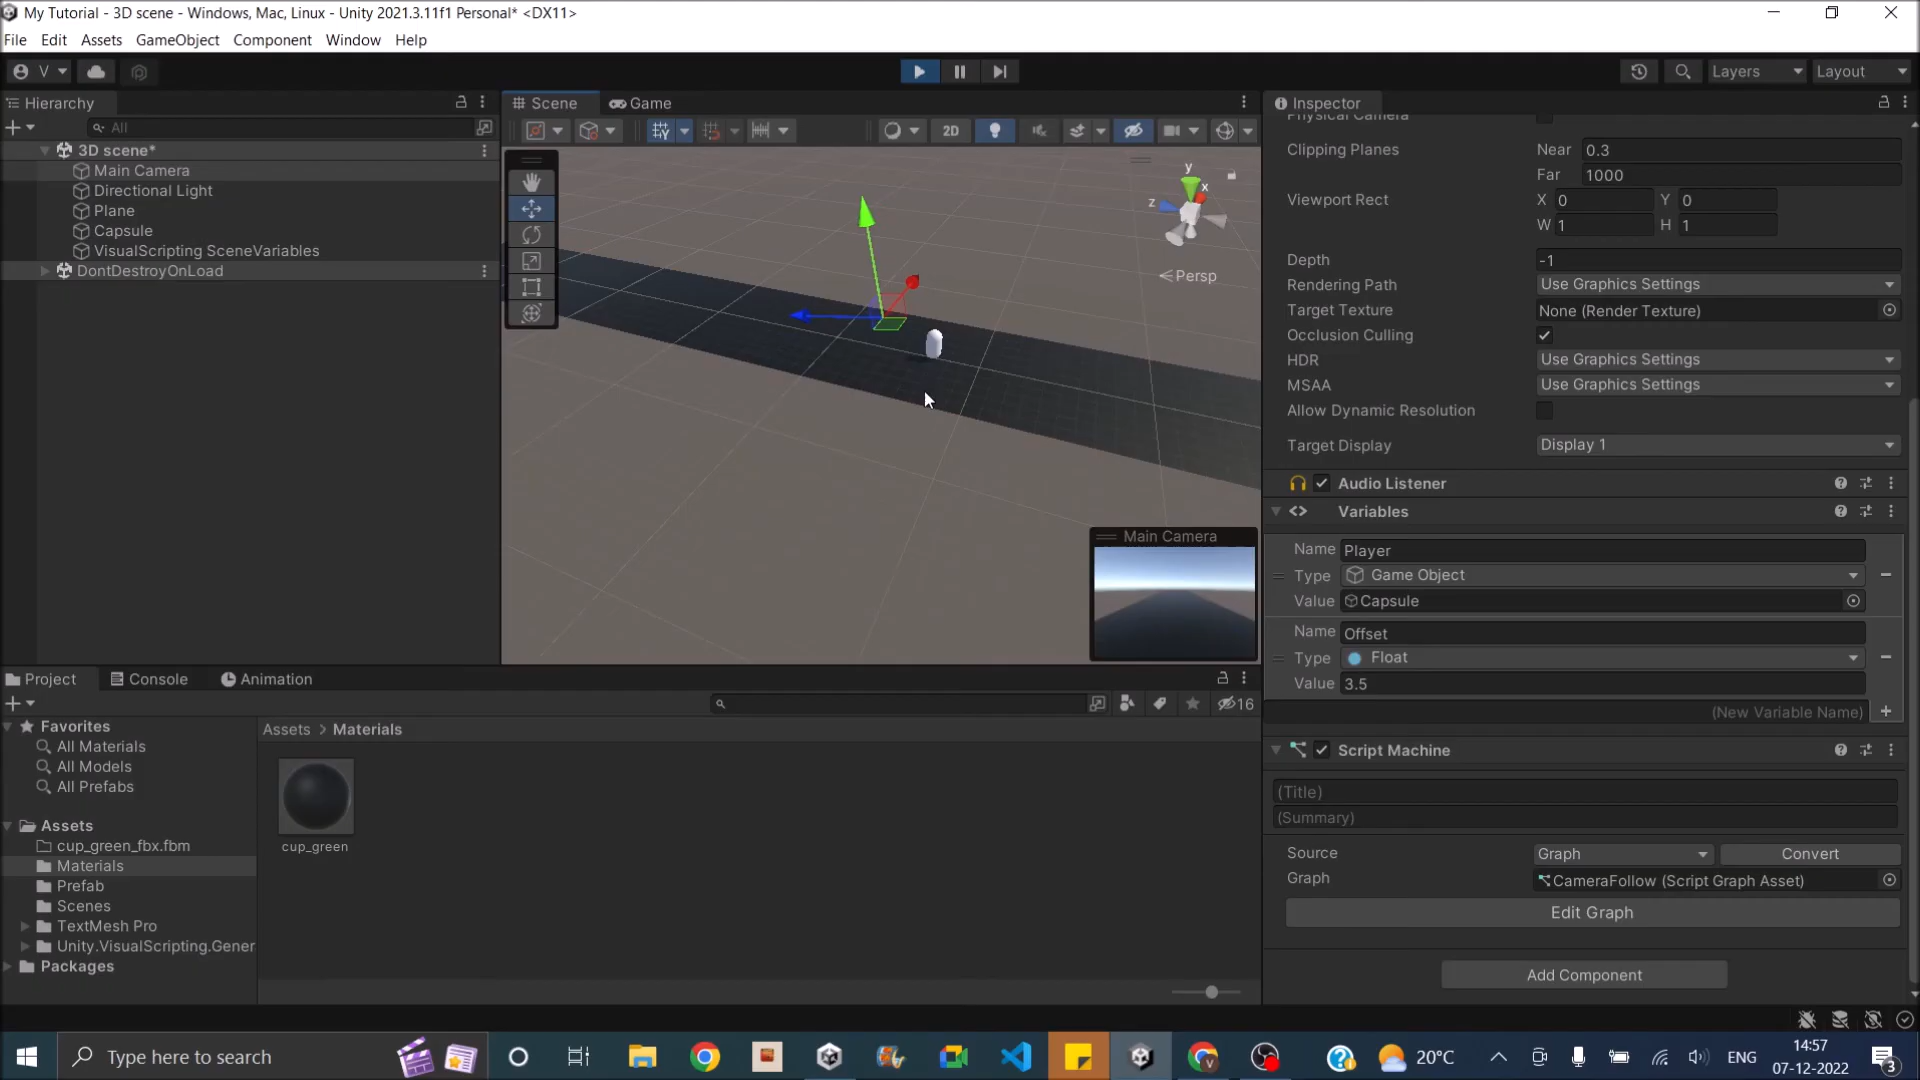 My Tutorial - 3D scene - Windows, Mac, Linux - Unity 2021.3.11f1 Personal* <DX11>
File Edit Assets GameObject Component Window Help
V Layers Layout
Hierarchy
All
3D scene*
Main Camera
Directional Light
Plane
Capsule
VisualScripting SceneVariables
DontDestroyOnLoad
Scene Game
2D
y
x
z
Persp
Main Camera
Inspector
Physical Camera
Clipping Planes Near 0.3
Far 1000
Viewport Rect X 0 Y 0
W 1 H 1
Depth -1
Rendering Path Use Graphics Settings
Target Texture None (Render Texture)
Occlusion Culling
HDR Use Graphics Settings
MSAA Use Graphics Settings
Allow Dynamic Resolution
Target Display Display 1
Audio Listener
Variables
Name Player
Type Game Object
Value Capsule
Name Offset
Type Float
Value 3.5
(New Variable Name)
Script Machine
(Title)
(Summary)
Source Graph Convert
Graph CameraFollow (Script Graph Asset)
Edit Graph
Add Component
Project Console Animation
16
Favorites
All Materials
All Models
All Prefabs
Assets
cup_green_fbx.fbm
Materials
Prefab
Scenes
TextMesh Pro
Unity.VisualScripting.Gener
Packages
Assets > Materials
cup_green
Type here to search
20°C
ENG
14:57
07-12-2022
3